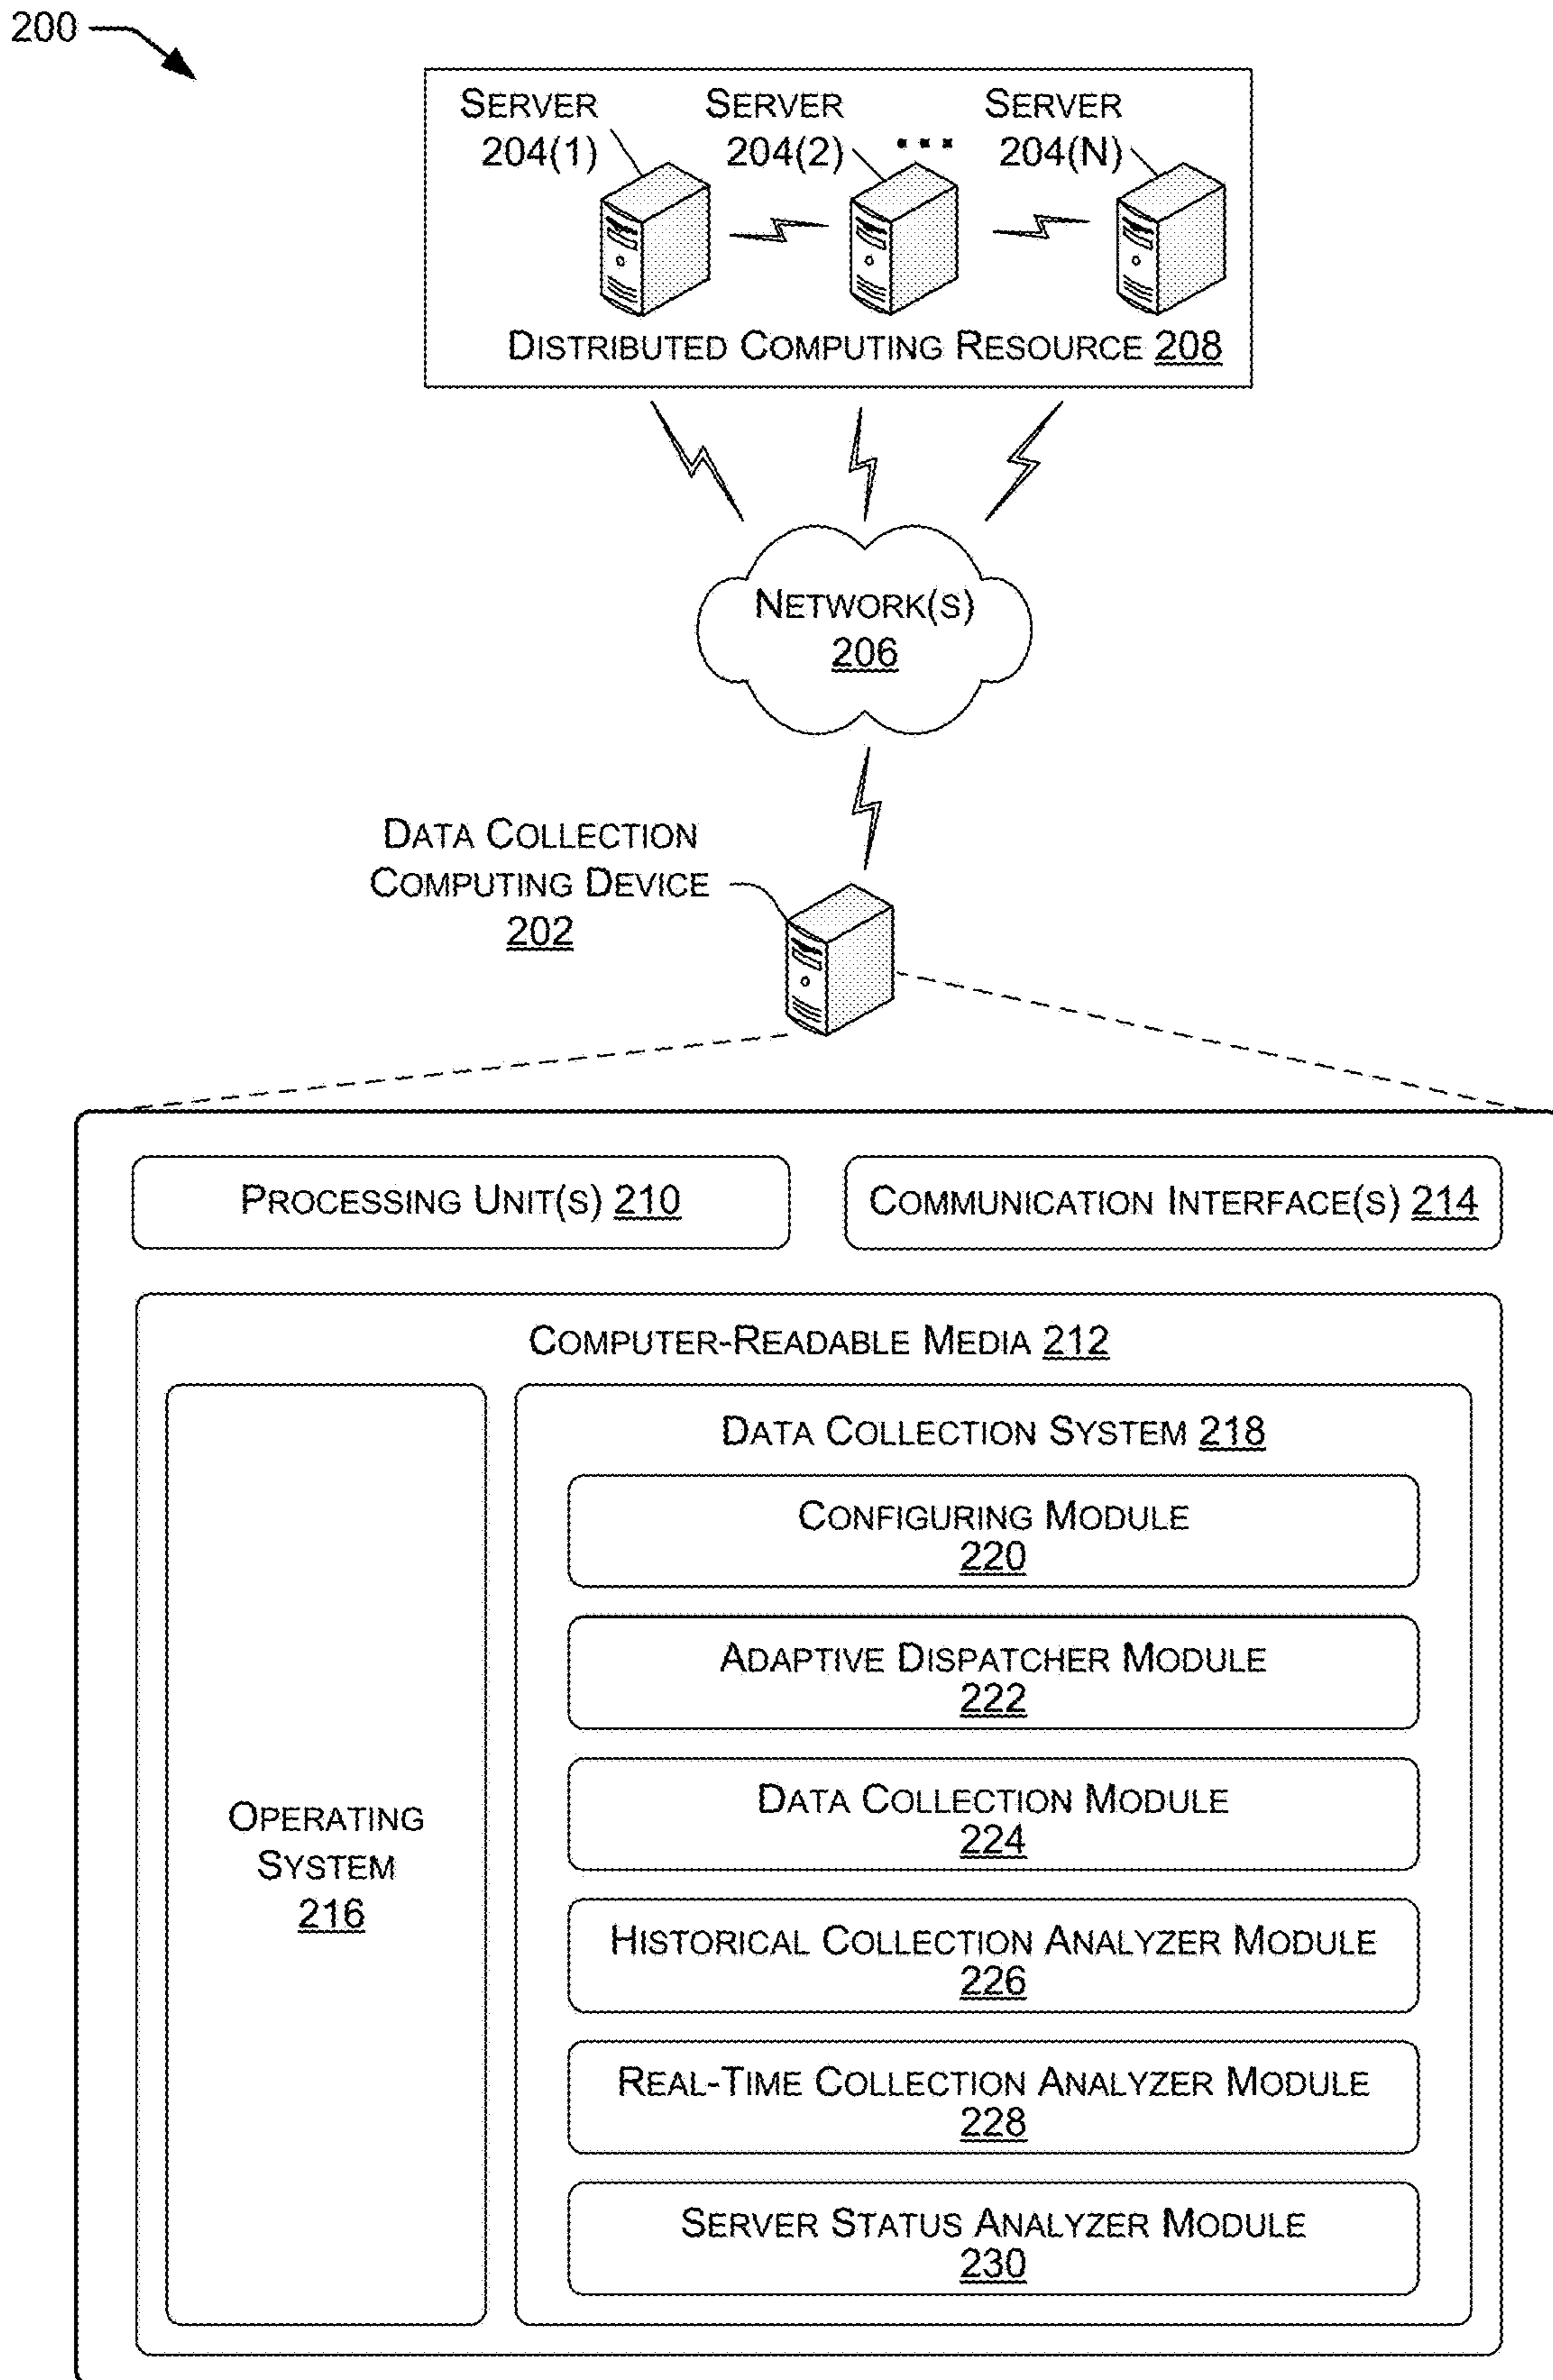 200
SERVER SERVER SERVER
204(1) 204(2) ... 204(N)
DISTRIBUTED COMPUTING RESOURCE 208
NETWORK(S)
206
DATA COLLECTION
COMPUTING DEVICE
202
PROCESSING UNIT(S) 210
COMMUNICATION INTERFACE(S) 214
COMPUTER-READABLE MEDIA 212
OPERATING
SYSTEM
216
DATA COLLECTION SYSTEM 218
CONFIGURING MODULE
220
ADAPTIVE DISPATCHER MODULE
222
DATA COLLECTION MODULE
224
HISTORICAL COLLECTION ANALYZER MODULE
226
REAL-TIME COLLECTION ANALYZER MODULE
228
SERVER STATUS ANALYZER MODULE
230